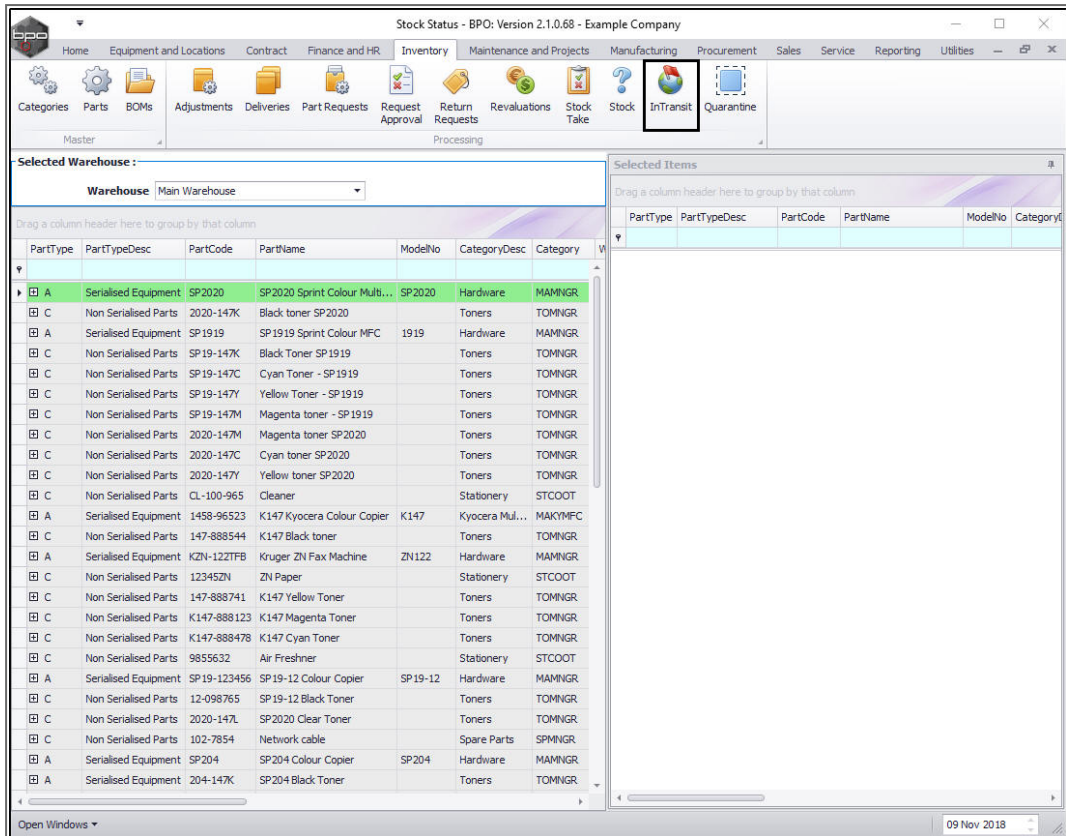 bpo
Stock Status - BPO: Version 2.1.0.68 - Example Company
Home Equipment and Locations Contract Finance and HR Inventory Maintenance and Projects Manufacturing Procurement Sales Service Reporting Utilities
Categories Parts BOMs Adjustments Deliveries Part Requests Request Approval Return Requests Revaluations Stock Take Stock InTransit Quarantine
Master Processing
Selected Warehouse :
Warehouse Main Warehouse
Drag a column header here to group by that column
PartType PartTypeDesc PartCode PartName ModelNo CategoryDesc Category W
A Serialised Equipment SP2020 SP2020 Sprint Colour Multi... SP2020 Hardware MAMNGR
C Non Serialised Parts 2020-147K Black toner SP2020 Toners TOMNGR
A Serialised Equipment SP1919 SP1919 Sprint Colour MFC 1919 Hardware MAMNGR
C Non Serialised Parts SP19-147K Black Toner SP1919 Toners TOMNGR
C Non Serialised Parts SP19-147C Cyan Toner - SP1919 Toners TOMNGR
C Non Serialised Parts SP19-147Y Yellow Toner - SP1919 Toners TOMNGR
C Non Serialised Parts SP19-147M Magenta toner - SP1919 Toners TOMNGR
C Non Serialised Parts 2020-147M Magenta toner SP2020 Toners TOMNGR
C Non Serialised Parts 2020-147C Cyan toner SP2020 Toners TOMNGR
C Non Serialised Parts 2020-147Y Yellow toner SP2020 Toners TOMNGR
C Non Serialised Parts CL-100-965 Cleaner Stationery STCOOT
A Serialised Equipment 1458-96523 K147 Kyocera Colour Copier K147 Kyocera Mul... MAKYMFC
C Non Serialised Parts 147-888544 K147 Black toner Toners TOMNGR
A Serialised Equipment KZN-122TFB Kruger ZN Fax Machine ZN122 Hardware MAMNGR
C Non Serialised Parts 12345ZN ZN Paper Stationery STCOOT
C Non Serialised Parts 147-888741 K147 Yellow Toner Toners TOMNGR
C Non Serialised Parts K147-888123 K147 Magenta Toner Toners TOMNGR
C Non Serialised Parts K147-888478 K147 Cyan Toner Toners TOMNGR
C Non Serialised Parts 9855632 Air Freshner Stationery STCOOT
A Serialised Equipment SP19-123456 SP19-12 Colour Copier SP19-12 Hardware MAMNGR
C Non Serialised Parts 12-098765 SP19-12 Black Toner Toners TOMNGR
C Non Serialised Parts 2020-147L SP2020 Clear Toner Toners TOMNGR
C Non Serialised Parts 102-7854 Network cable Spare Parts SPMNGR
A Serialised Equipment SP204 SP204 Colour Copier SP204 Hardware MAMNGR
A Serialised Equipment 204-147K SP204 Black Toner Toners TOMNGR
Selected Items
Drag a column header here to group by that column
PartType PartTypeDesc PartCode PartName ModelNo CategoryD
Open Windows 09 Nov 2018